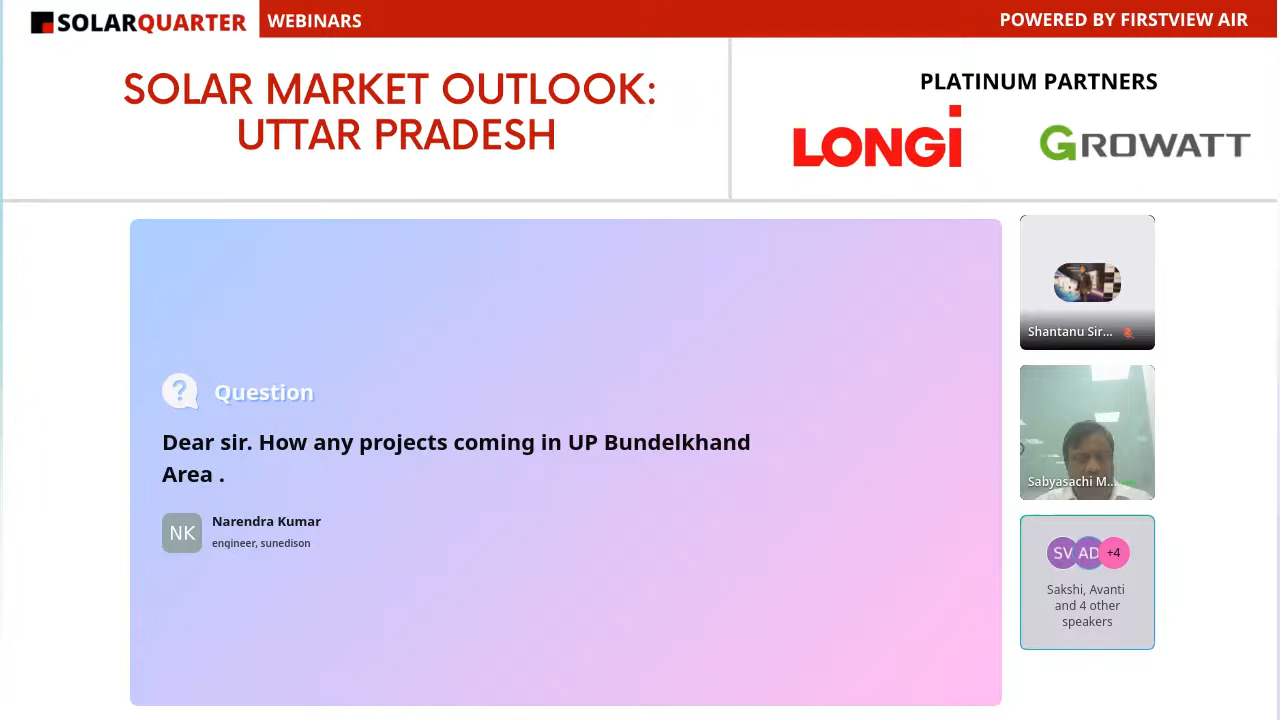 SOLARQUARTER WEBINARS
POWERED BY FIRSTVIEW AIR
SOLAR MARKET OUTLOOK:
UTTAR PRADESH
PLATINUM PARTNERS
LONGi
GROWATT
? Question
Dear sir. How any projects coming in UP Bundelkhand
Area .
NK
Narendra Kumar
engineer, sunedison
Shantanu Sir...
Sabyasachi M...
SV AD +4
Sakshi, Avanti
and 4 other
speakers